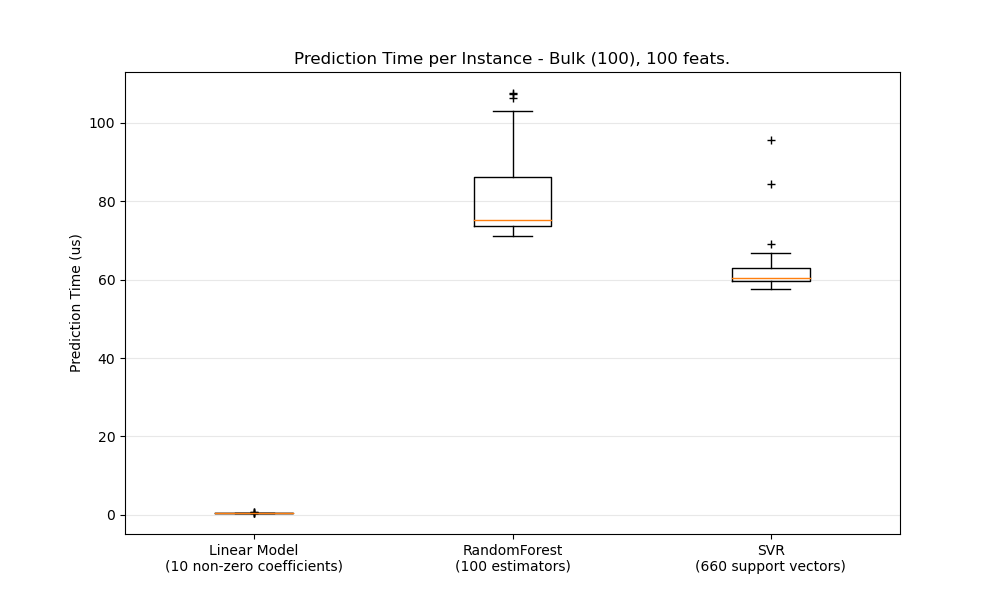 Prediction Time per Instance - Bulk (100), 100 feats.
Prediction Time (us)
100
80
60
40
20
0
Linear Model
(10 non-zero coefficients)
RandomForest
(100 estimators)
SVR
(660 support vectors)